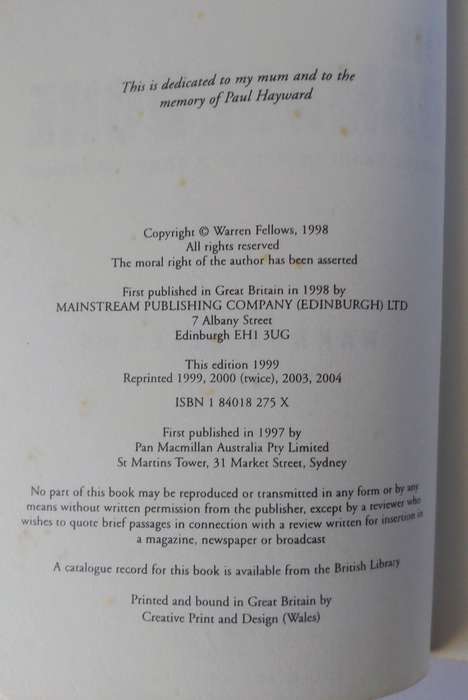 This is dedicated to my mum and to the
memory of Paul Hayward
Copyright © Warren Fellows, 1998
All rights reserved
The moral right of the author has been asserted
First published in Great Britain in 1998 by
MAINSTREAM PUBLISHING COMPANY (EDINBURGH) LTD
7 Albany Street
Edinburgh EH1 3UG
This edition 1999
Reprinted 1999, 2000 (twice), 2003, 2004
ISBN 1 84018 275 X
First published in 1997 by
Pan Macmillan Australia Pty Limited
St Martins Tower, 31 Market Street, Sydney
No part of this book may be reproduced or transmitted in any form or by any
means without written permission from the publisher, except by a reviewer who
wishes to quote brief passages in connection with a review written for insertion in
a magazine, newspaper or broadcast
A catalogue record for this book is available from the British Library
Printed and bound in Great Britain by
Creative Print and Design (Wales)